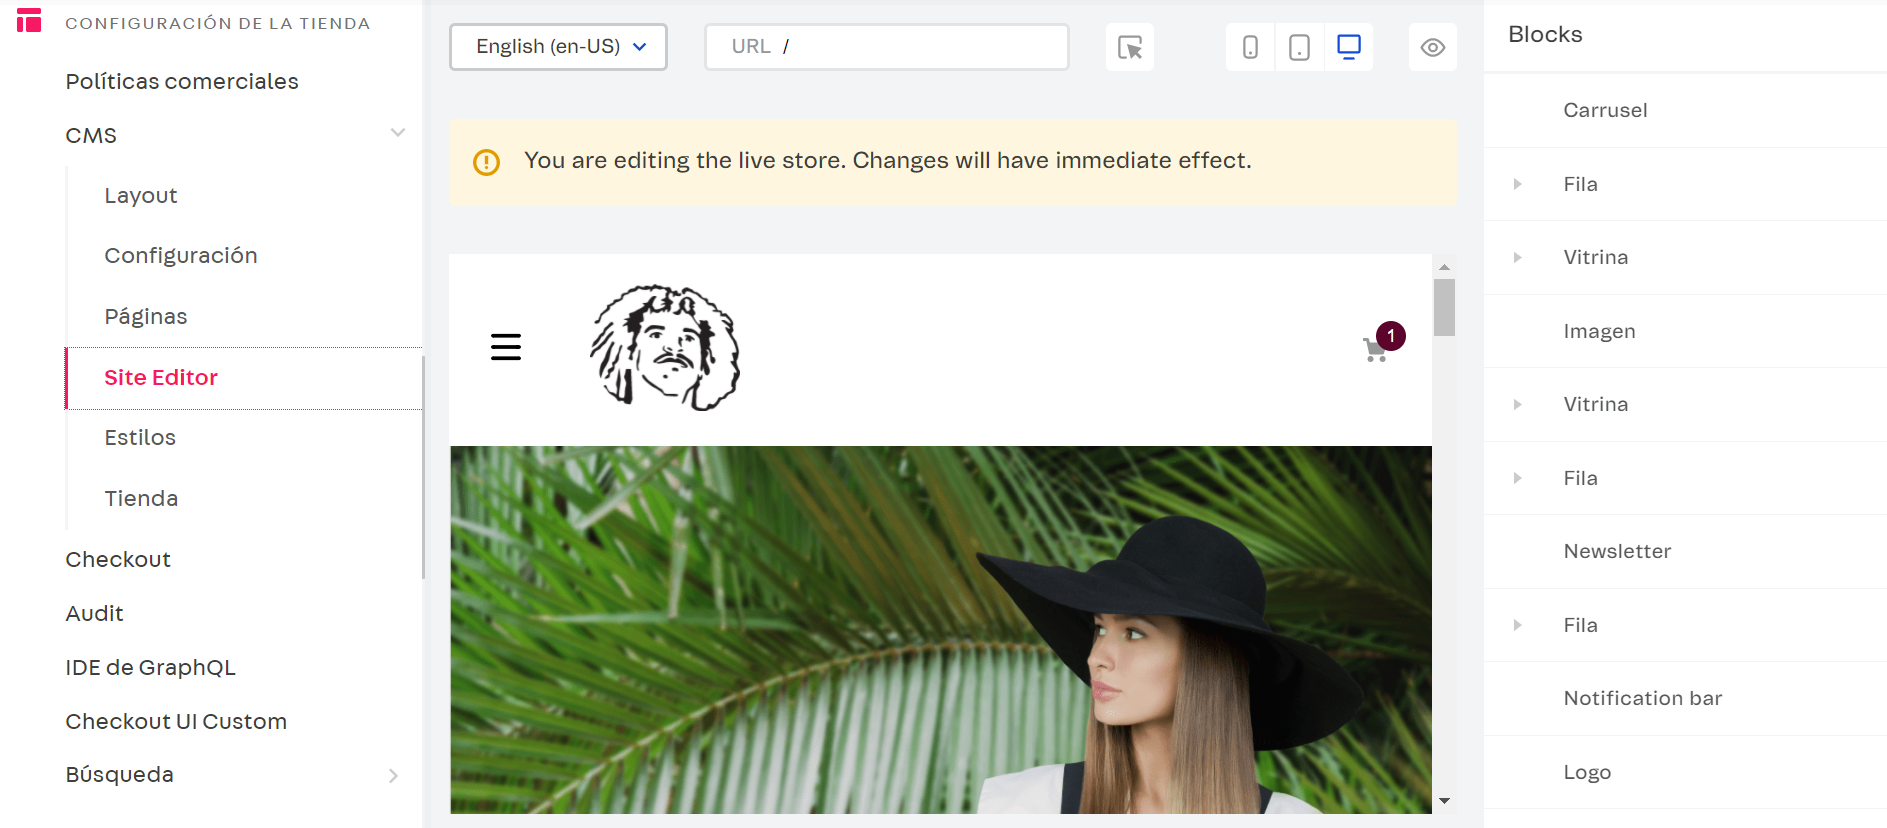 CONFIGURACIÓN DE LA TIENDA
Políticas comerciales
CMS
Layout
Configuración
Páginas
Site Editor
Estilos
Tienda
Checkout
Audit
IDE de GraphQL
Checkout UI Custom
Búsqueda
English (en-US)
URL /
You are editing the live store. Changes will have immediate effect.
1
Blocks
Carrusel
Fila
Vitrina
Imagen
Vitrina
Fila
Newsletter
Fila
Notification bar
Logo